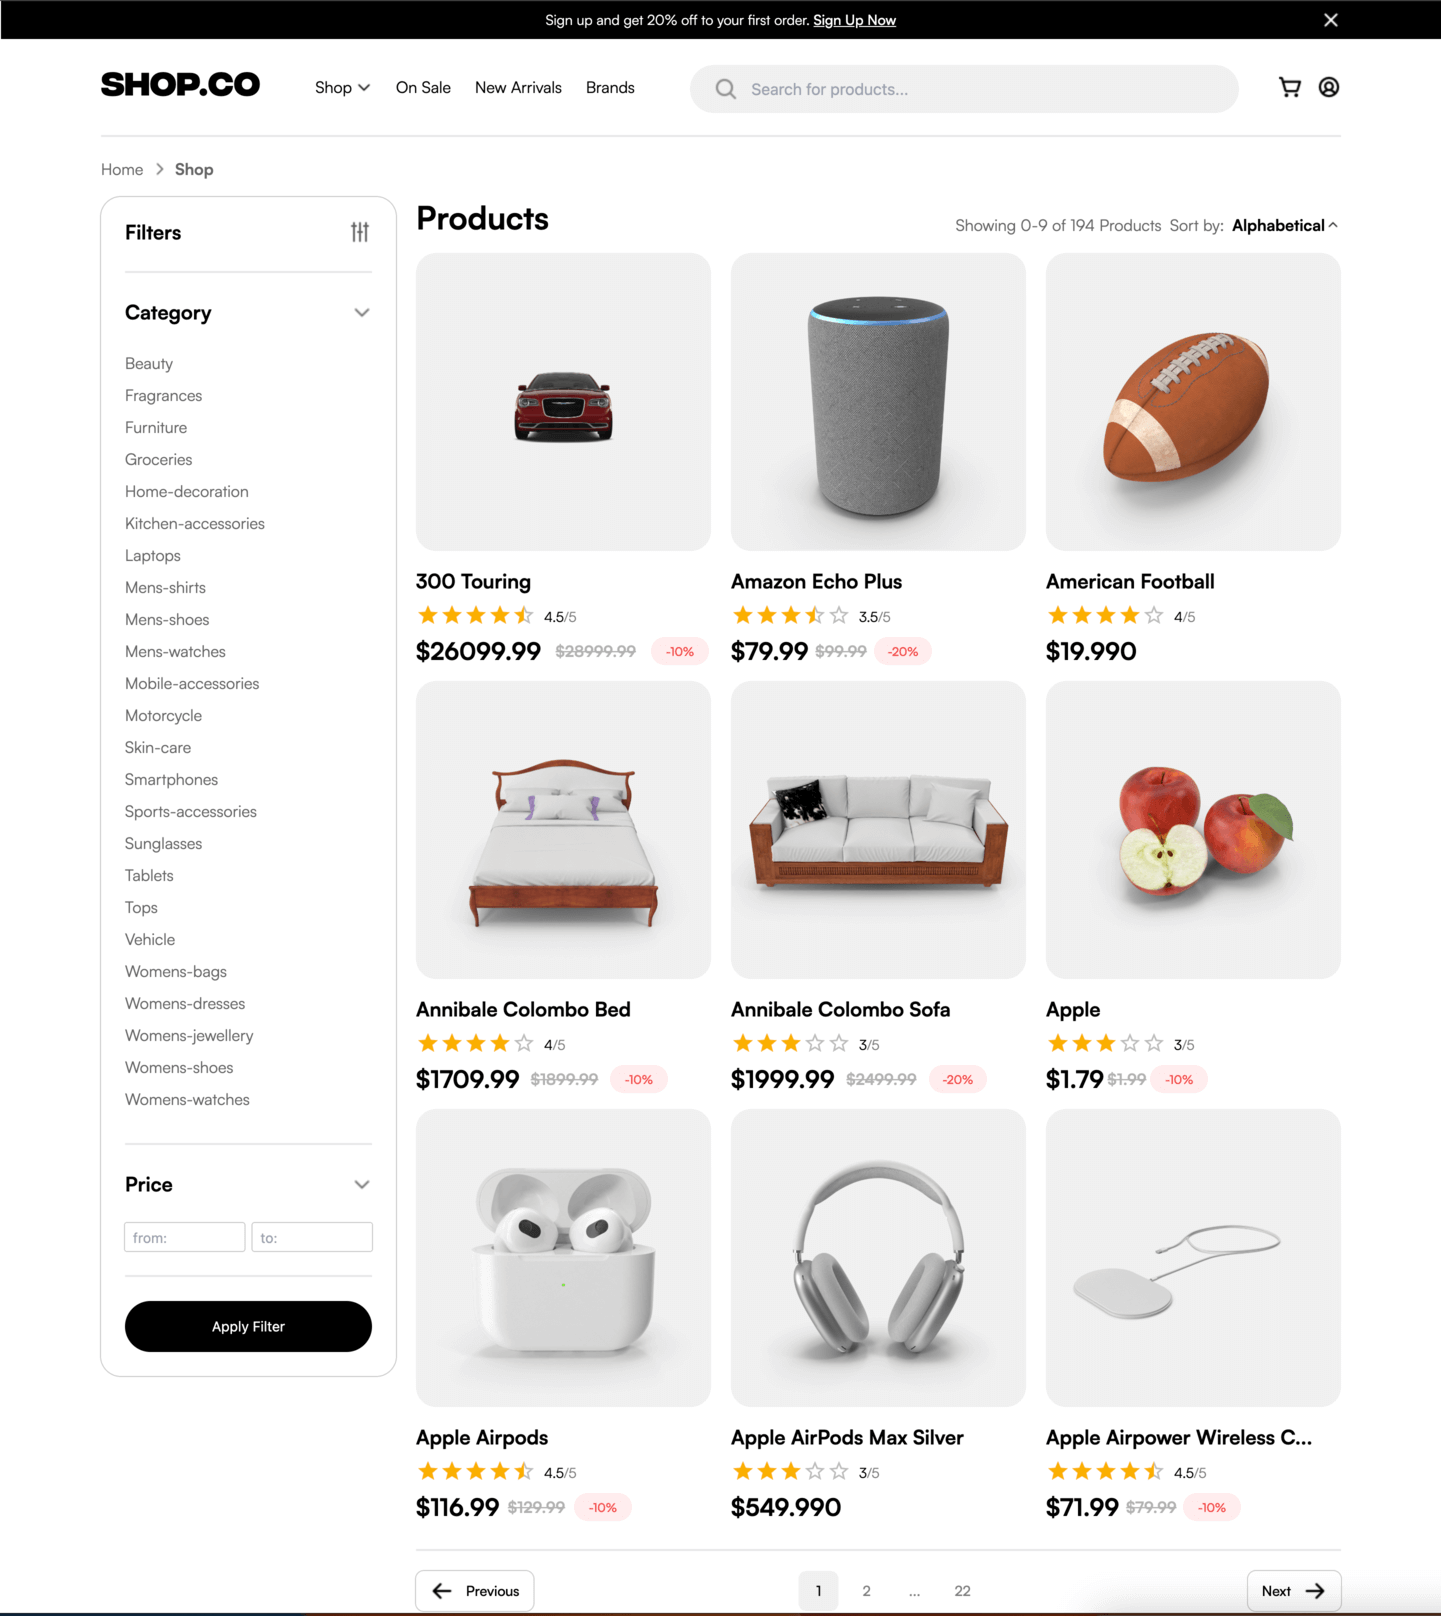 Sign up and get 20% off to your first order. Sign Up Now
SHOP.CO
Shop
On Sale
New Arrivals
Brands
Search for products...
Home > Shop
Filters
Category
Beauty
Fragrances
Furniture
Groceries
Home-decoration
Kitchen-accessories
Laptops
Mens-shirts
Mens-shoes
Mens-watches
Mobile-accessories
Motorcycle
Skin-care
Smartphones
Sports-accessories
Sunglasses
Tablets
Tops
Vehicle
Womens-bags
Womens-dresses
Womens-jewellery
Womens-shoes
Womens-watches
Price
from:
to:
Apply Filter
Products
Showing 0-9 of 194 Products Sort by: Alphabetical
300 Touring
4.5/5
$26099.99 $28999.99 -10%
Amazon Echo Plus
3.5/5
$79.99 $99.99 -20%
American Football
4/5
$19.990
Annibale Colombo Bed
4/5
$1709.99 $1899.99 -10%
Annibale Colombo Sofa
3/5
$1999.99 $2499.99 -20%
Apple
3/5
$1.79 $1.99 -10%
Apple Airpods
4.5/5
$116.99 $129.99 -10%
Apple AirPods Max Silver
3/5
$549.990
Apple Airpower Wireless C...
4.5/5
$71.99 $79.99 -10%
Previous
1 2 ... 22
Next